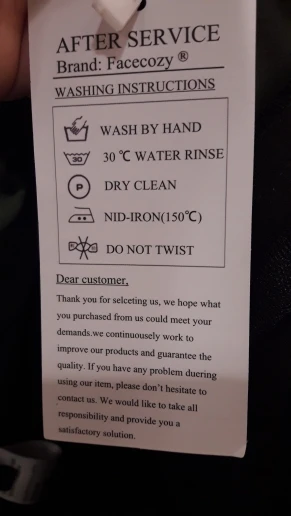 AFTER SERVICE
Brand: Facecozy ®
WASHING INSTRUCTIONS
WASH BY HAND
30 30 ℃ WATER RINSE
P DRY CLEAN
NID-IRON(150℃)
DO NOT TWIST
Dear customer,
Thank you for selceting us, we hope what
you purchased from us could meet your
demands.we continuousely work to
improve our products and guarantee the
quality. If you have any problem duering
using our item, please don't hesitate to
contact us. We would like to take all
responsibility and provide you a
satisfactory solution.